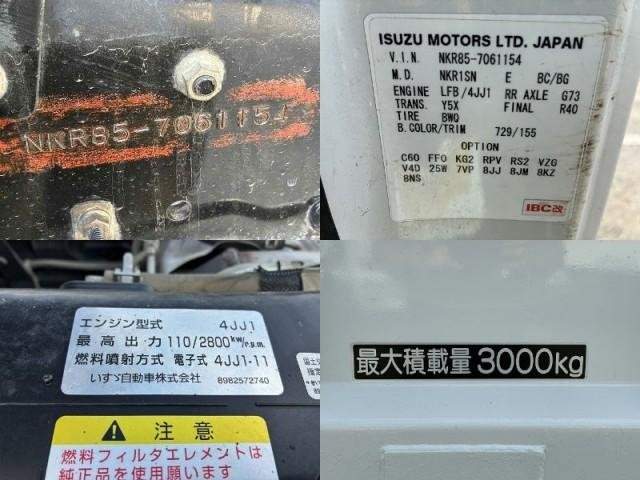 NKR85-7061154
ISUZU MOTORS LTD. JAPAN
V.I.N. NKR85-7061154
M.D. NKR1SN E BC/BG
ENGINE LFB/4JJ1 RR AXLE G73
TRANS. Y5X FINAL R40
TIRE BWQ
B.COLOR/TRIM 729/155
OPTION
C60 FF0 KG2 RPV RS2 VZG
V4D 25W 7VP 8JJ 8JM 8KZ
8NS
IBC改
エンジン型式 4JJ1
最高出力 110/2800kW/r.p.m.
燃料噴射方式 電子式 4JJ1-11
いすゞ自動車株式会社 8982572740
注意
燃料フィルタエレメントは
純正品を使用願います
最大積載量 3000kg